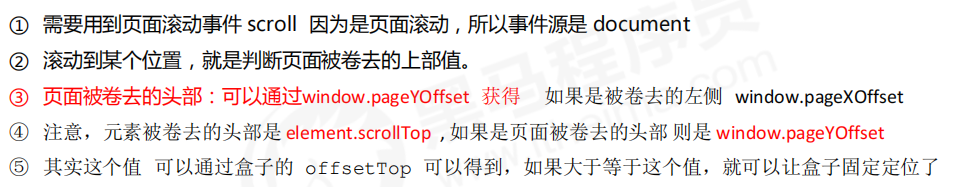 ① 需要用到页面滚动事件 scroll 因为是页面滚动，所以事件源是 document
② 滚动到某个位置，就是判断页面被卷去的上部值。
③ 页面被卷去的头部：可以通过window.pageYOffset 获得 如果是被卷去的左侧 window.pageXOffset
④ 注意，元素被卷去的头部是element.scrollTop , 如果是页面被卷去的头部 则是 window.pageYOffset
⑤ 其实这个值 可以通过盒子的 offsetTop 可以得到，如果大于等于这个值，就可以让盒子固定定位了